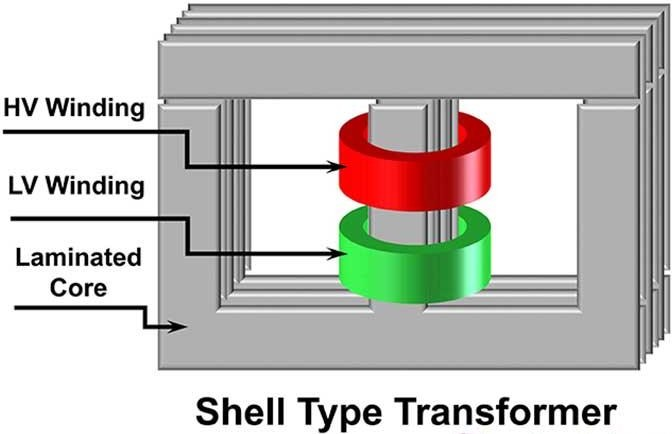 HV Winding
LV Winding
Laminated
Core
Shell Type Transformer